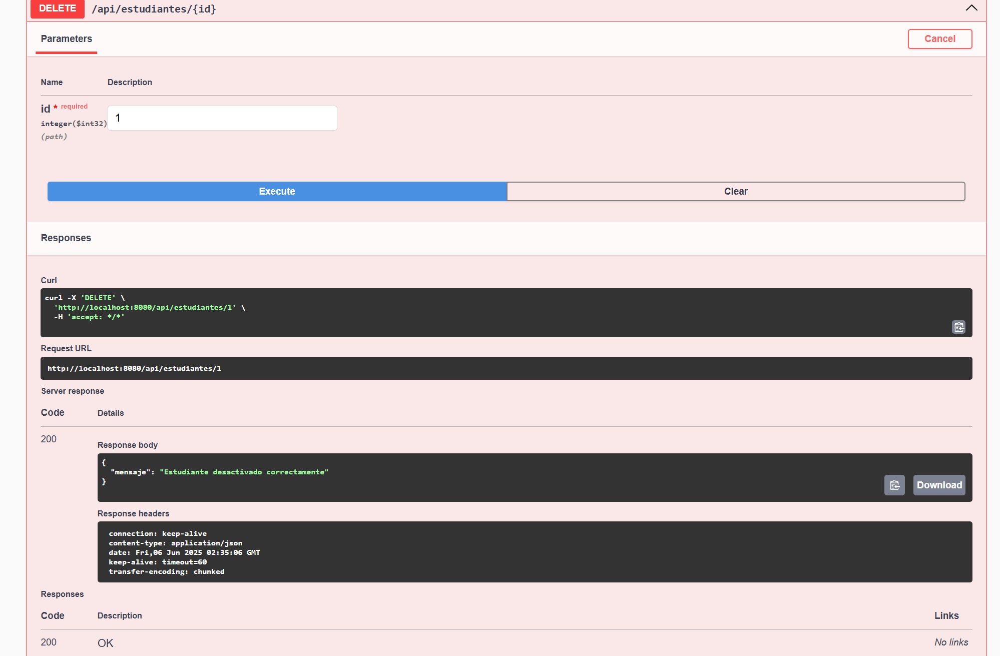 DELETE /api/estudiantes/{id}
Parameters
Cancel
Name Description
id * required
integer($int32)
(path)
1
Execute Clear
Responses
Curl
curl -X 'DELETE' \
'http://localhost:8080/api/estudiantes/1' \
-H 'accept: */*'
Request URL
http://localhost:8080/api/estudiantes/1
Server response
Code Details
200
Response body
{
"mensaje": "Estudiante desactivado correctamente"
}
Download
Response headers
connection: keep-alive
content-type: application/json
date: Fri,06 Jun 2025 02:35:06 GMT
keep-alive: timeout=60
transfer-encoding: chunked
Responses
Code Description Links
200 OK No links